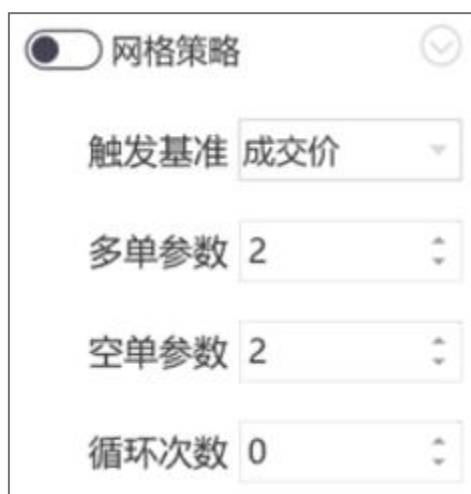 网格策略
触发基准 成交价
多单参数 2
空单参数 2
循环次数 0